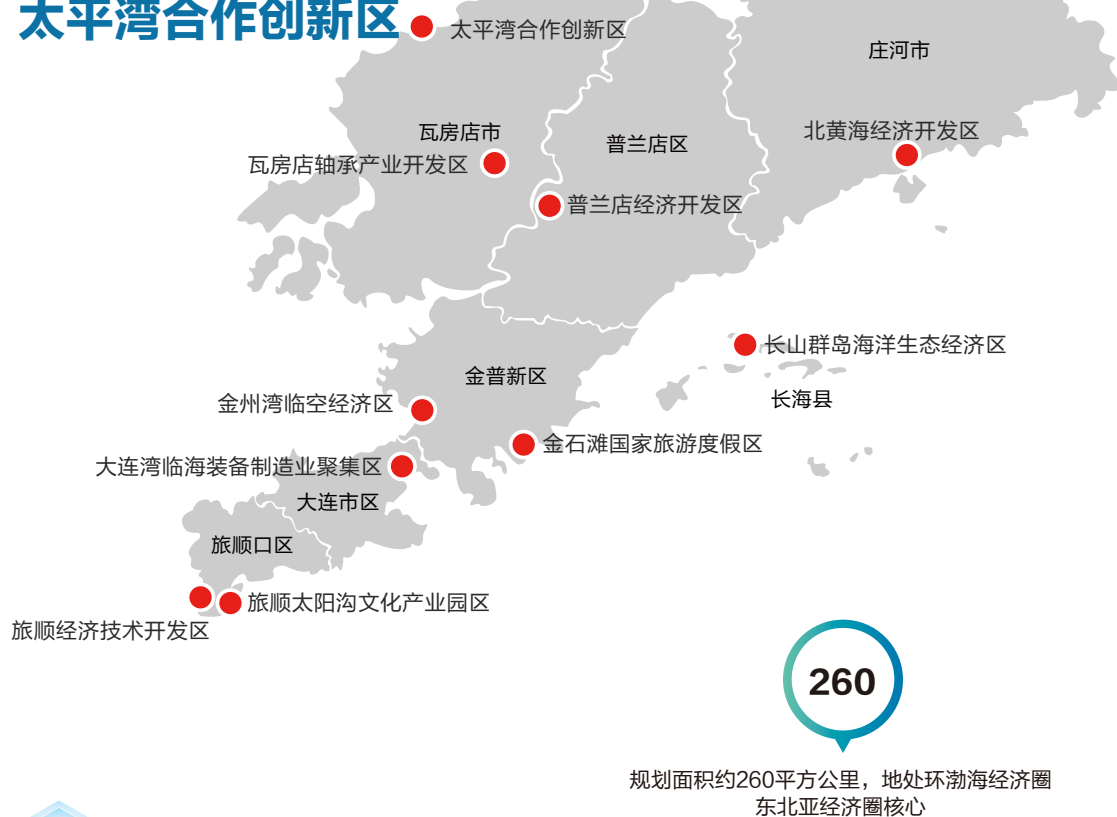 太平湾合作创新区
太平湾合作创新区
庄河市
瓦房店市
北黄海经济开发区
普兰店区
瓦房店轴承产业开发区
普兰店经济开发区
长山群岛海洋生态经济区
金普新区
长海县
金州湾临空经济区
金石滩国家旅游度假区
大连湾临海装备制造业聚集区
大连市区
旅顺口区
旅顺太阳沟文化产业园区
旅顺经济技术开发区
260
规划面积约260平方公里，地处环渤海经济圈
东北亚经济圈核心